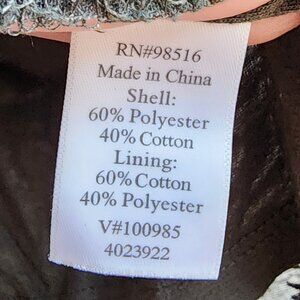 RN#98516
Made in China
Shell:
60% Polyester
40% Cotton
Lining:
60% Cotton
40% Polyester
V#100985
4023922